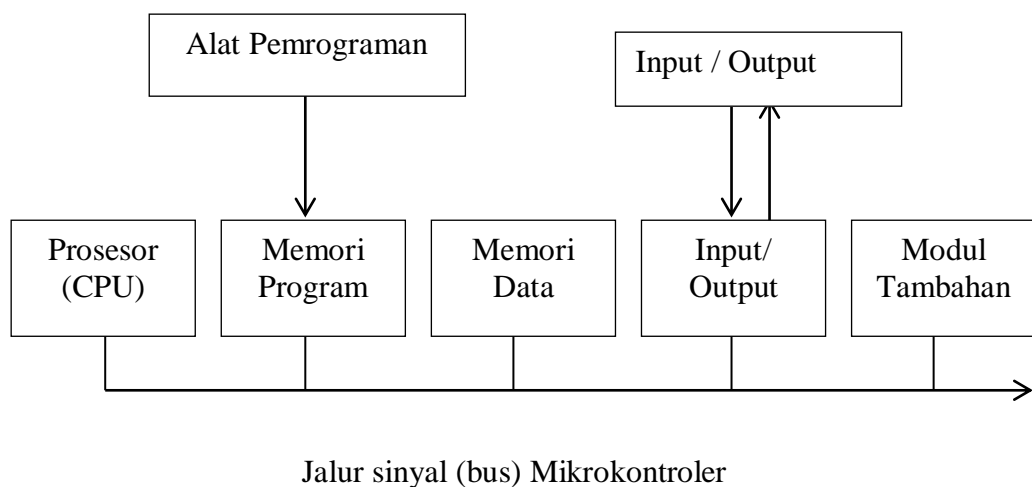 Alat Pemrograman
Input / Output
Prosesor
(CPU)
Memori
Program
Memori
Data
Input/
Output
Modul
Tambahan
Jalur sinyal (bus) Mikrokontroler